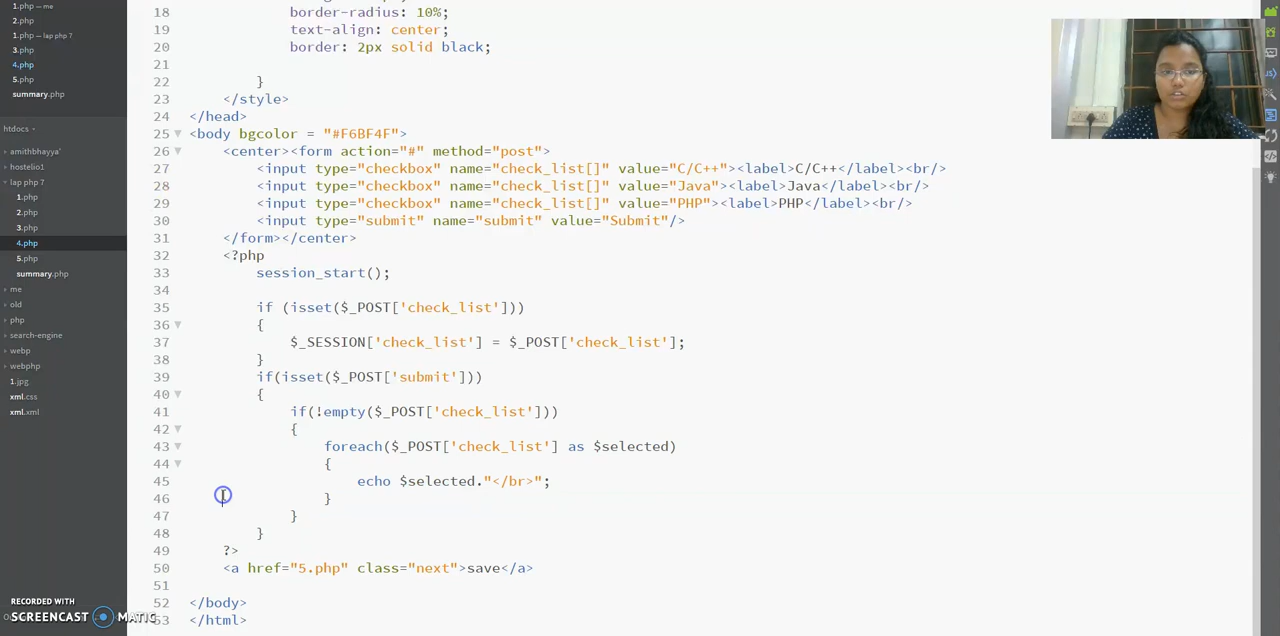 1.php — me
2.php
1.php — lap php 7
3.php
4.php
5.php
summary.php
htdocs
amithbhayya'
hostelio1
lap php 7
1.php
2.php
3.php
4.php
5.php
summary.php
me
old
php
search-engine
webp
webphp
1.jpg
xml.css
xml.xml
18 border-radius: 10%;
19 text-align: center;
20 border: 2px solid black;
21
22 }
23 </style>
24 </head>
25 <body bgcolor = "#F6BF4F">
26 <center><form action="#" method="post">
27 <input type="checkbox" name="check_list[]" value="C/C++"><label>C/C++</label><br/>
28 <input type="checkbox" name="check_list[]" value="Java"><label>Java</label><br/>
29 <input type="checkbox" name="check_list[]" value="PHP"><label>PHP</label><br/>
30 <input type="submit" name="submit" value="Submit"/>
31 </form></center>
32 <?php
33 session_start();
34
35 if (isset($_POST['check_list']))
36 {
37 $_SESSION['check_list'] = $_POST['check_list'];
38 }
39 if(isset($_POST['submit']))
40 {
41 if(!empty($_POST['check_list']))
42 {
43 foreach($_POST['check_list'] as $selected)
44 {
45 echo $selected."</br>";
46 }
47 }
48 }
49 ?>
50 <a href="5.php" class="next">save</a>
51
52 </body>
53 </html>
RECORDED WITH
SCREENCAST MATIC